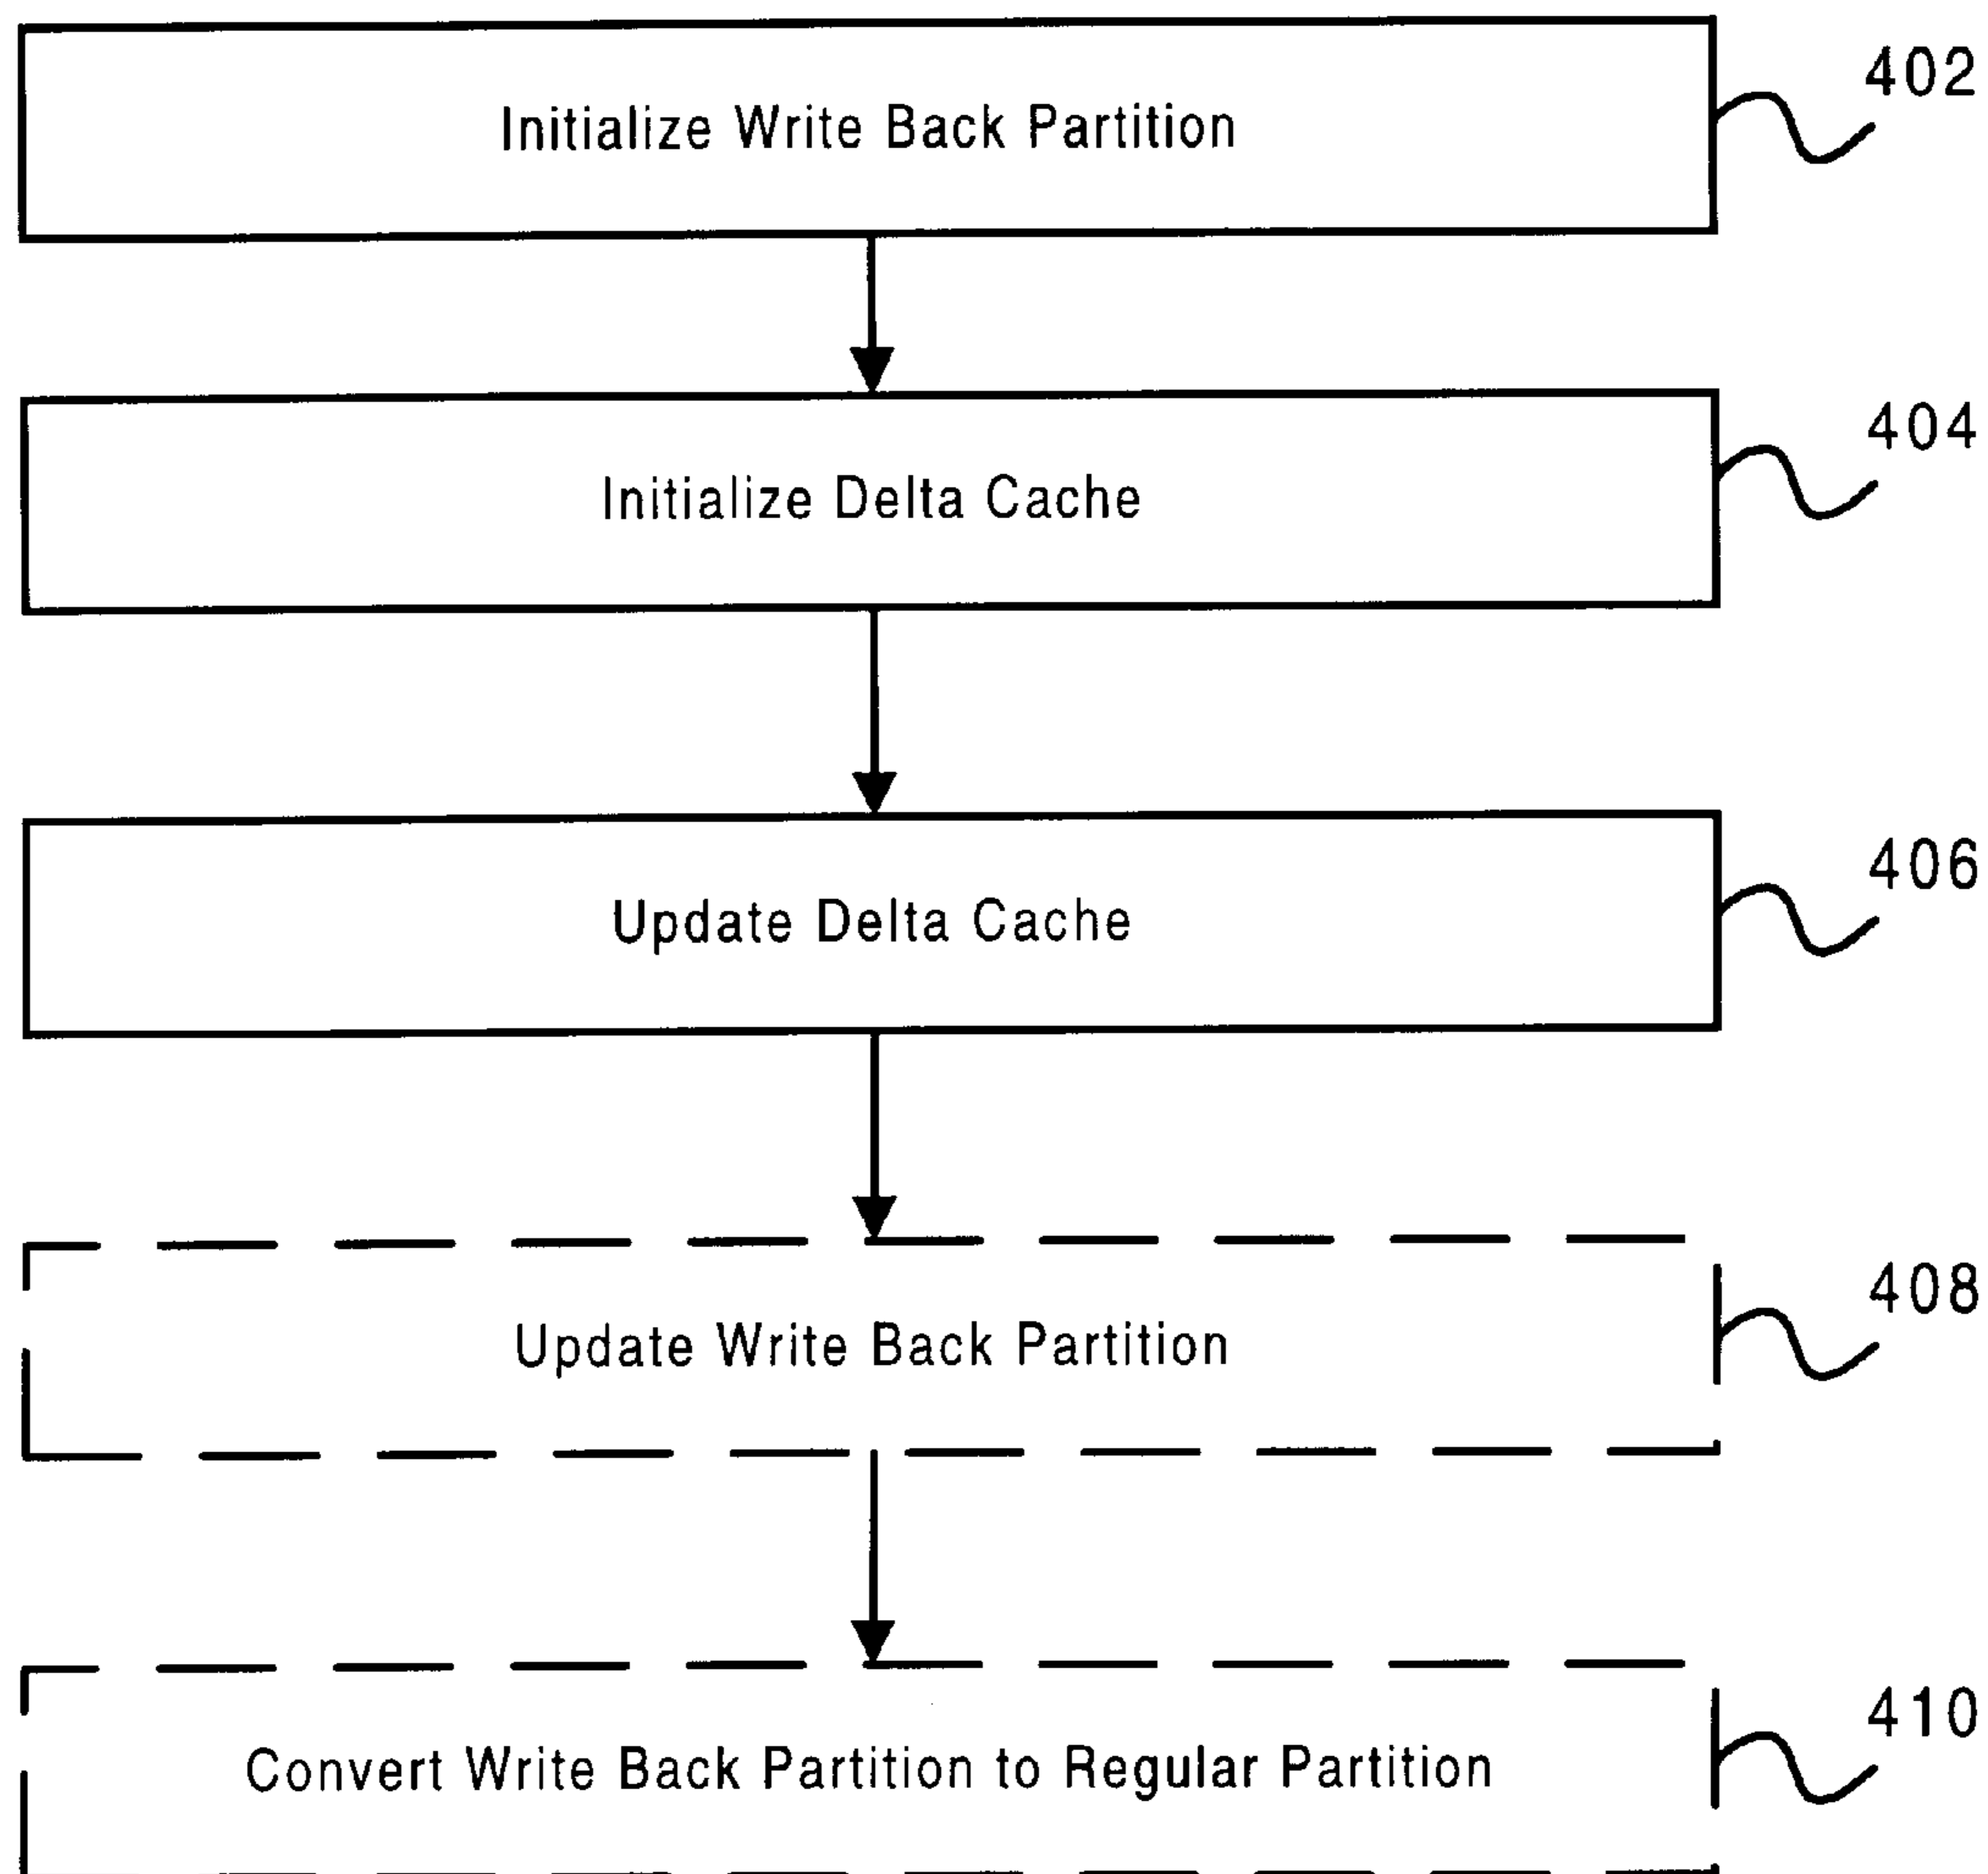 Initialize Write Back Partition
402
Initialize Delta Cache
404
Update Delta Cache
406
Update Write Back Partition
408
Convert Write Back Partition to Regular Partition
410